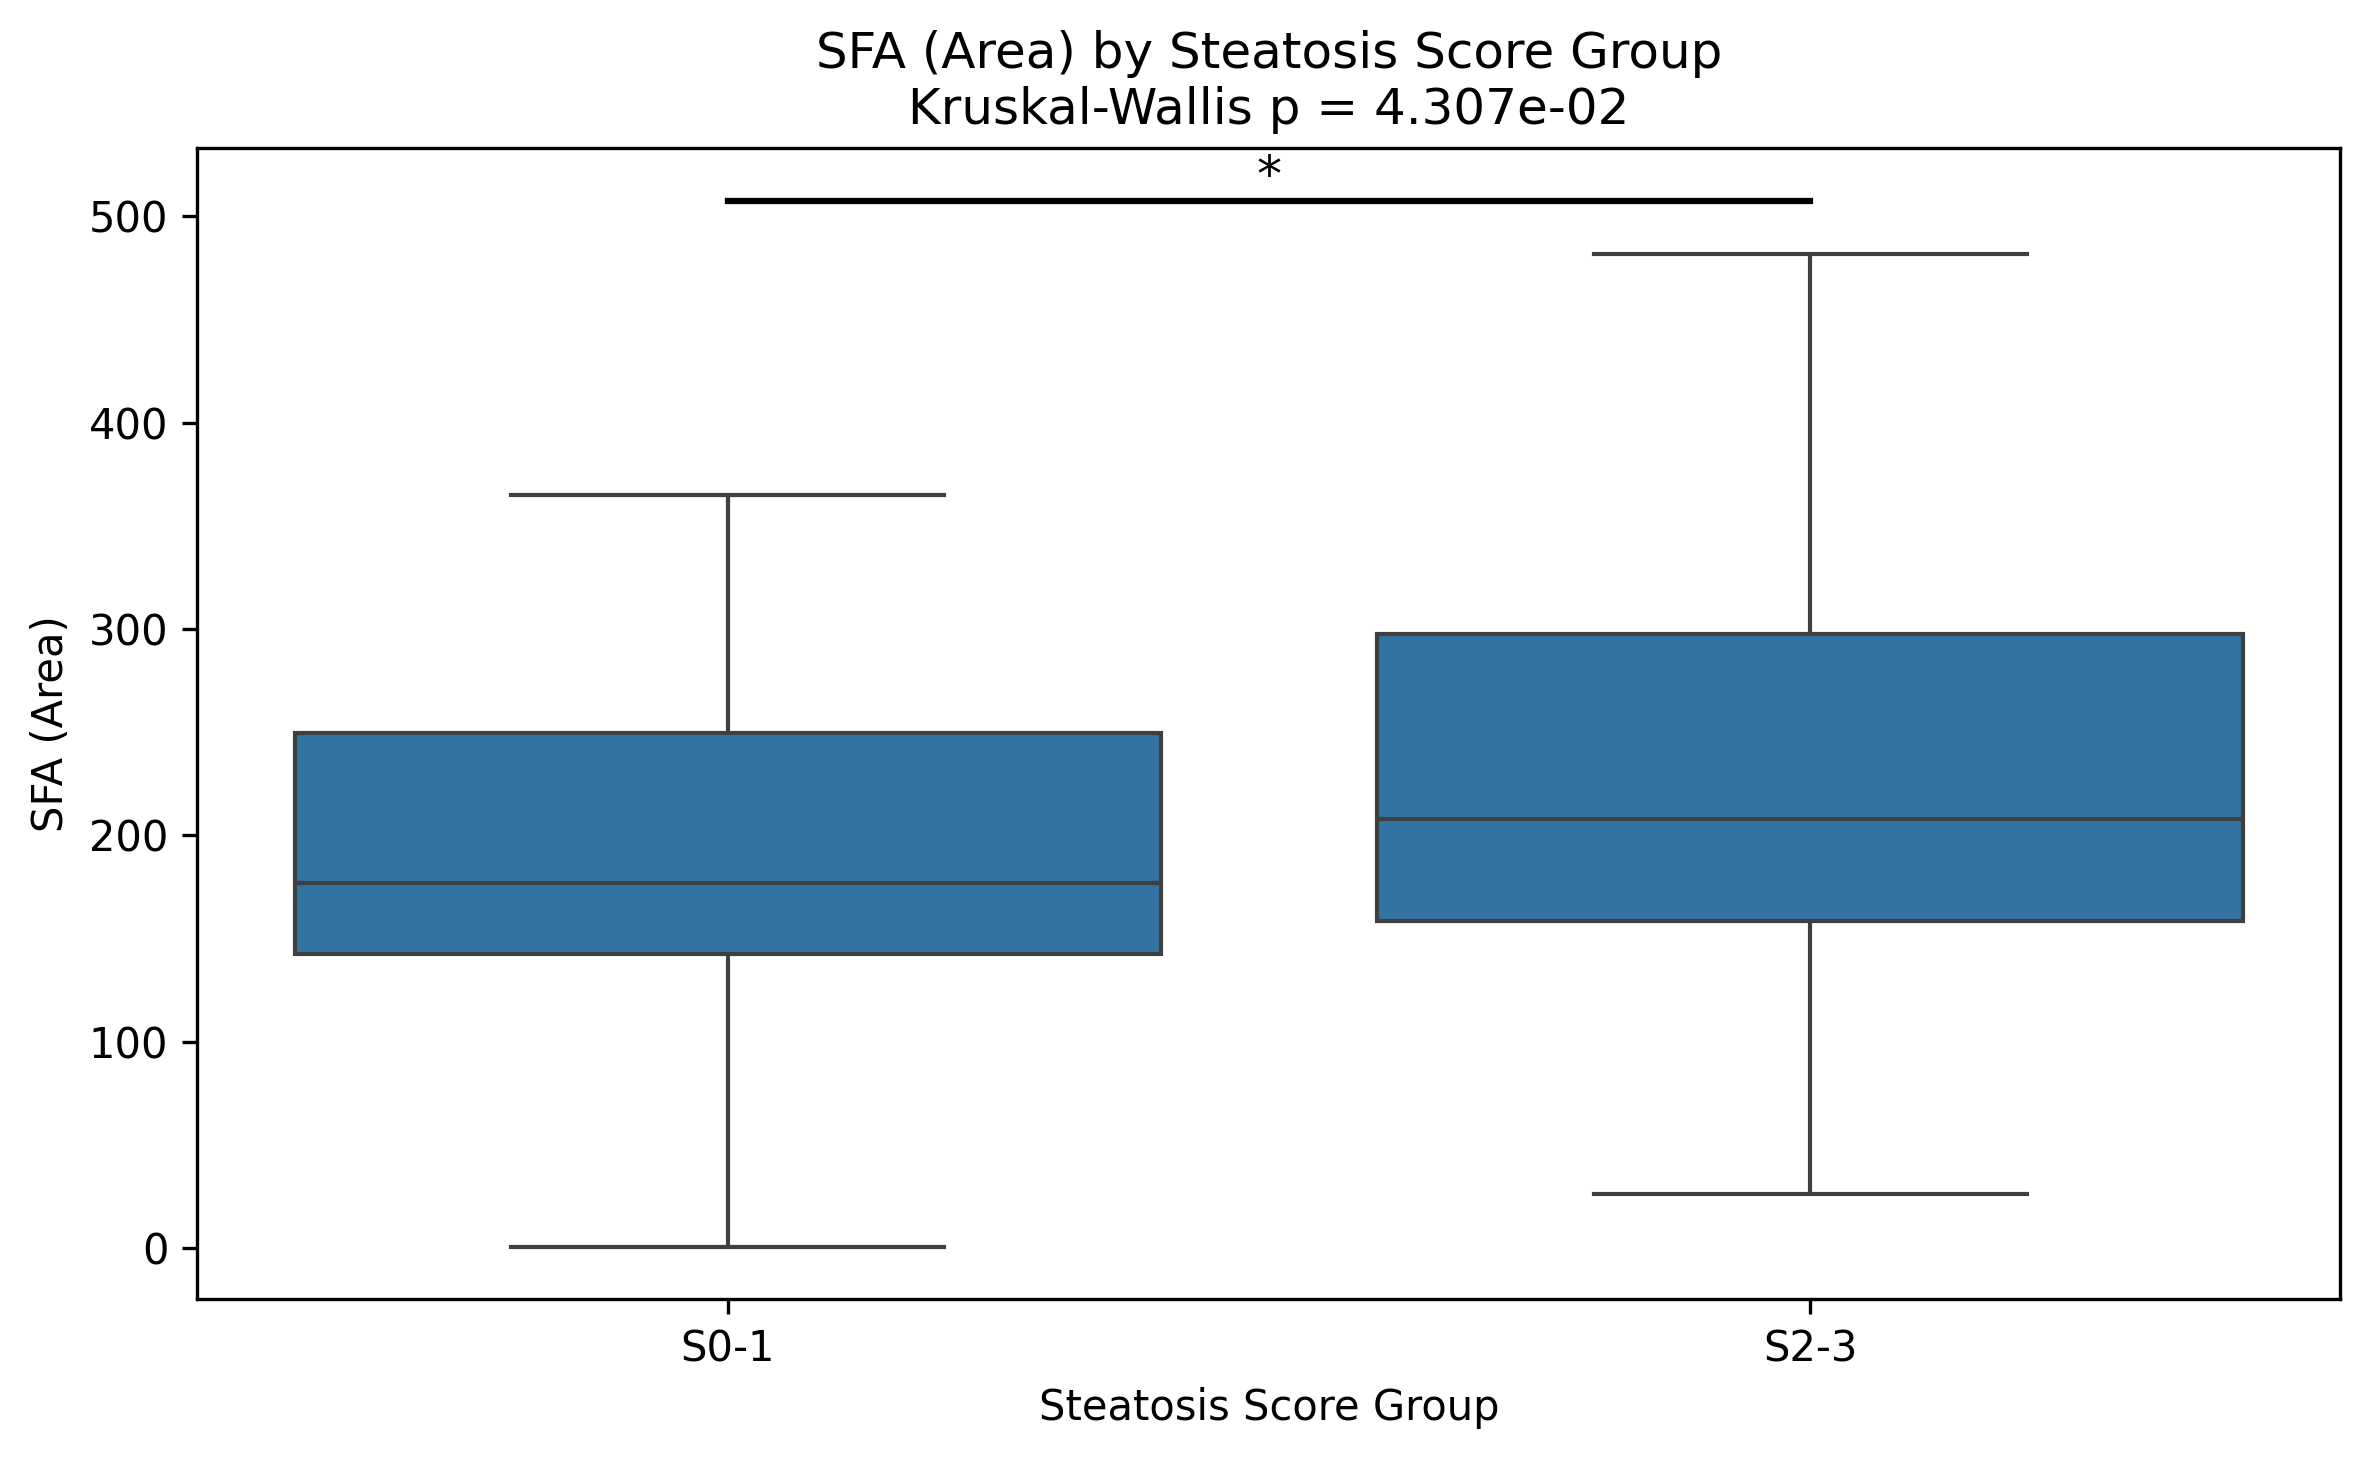 SFA (Area) by Steatosis Score Group
Kruskal-Wallis p = 4.307e-02
*
500
400
300
200
100
0
SFA (Area)
S0-1
S2-3
Steatosis Score Group